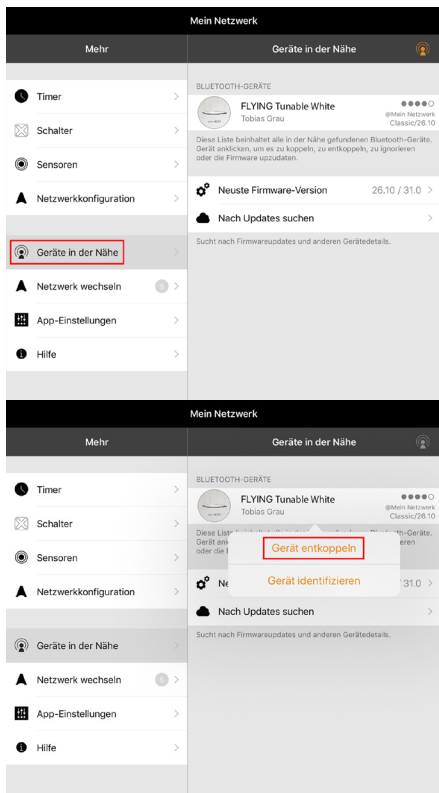 Mein Netzwerk
Mehr
Timer
Schalter
Sensoren
Netzwerkkonfiguration
Geräte in der Nähe
Netzwerk wechseln
App-Einstellungen
Hilfe
Geräte in der Nähe
BLUETOOTH-GERÄTE
FLYING Tunable White
Tobias Grau
@Mein Netzwerk
Classic/26.10
Diese Liste beinhaltet alle in der Nähe gefundenen Bluetooth-Geräte.
Gerät anklicken, um es zu koppeln, zu entkoppeln, zu ignorieren
oder die Firmware upzudaten.
Neuste Firmware-Version 26.10 / 31.0
Nach Updates suchen
Sucht nach Firmwareupdates und anderen Gerätedetails.
Mein Netzwerk
Mehr
Timer
Schalter
Sensoren
Netzwerkkonfiguration
Geräte in der Nähe
Netzwerk wechseln
App-Einstellungen
Hilfe
Geräte in der Nähe
BLUETOOTH-GERÄTE
FLYING Tunable White
Tobias Grau
@Mein Netzwerk
Classic/26.10
Diese
Gerät
oder die
Gerät entkoppeln
Gerät identifizieren
Ne 31.0
Nach Updates suchen
Sucht nach Firmwareupdates und anderen Gerätedetails.